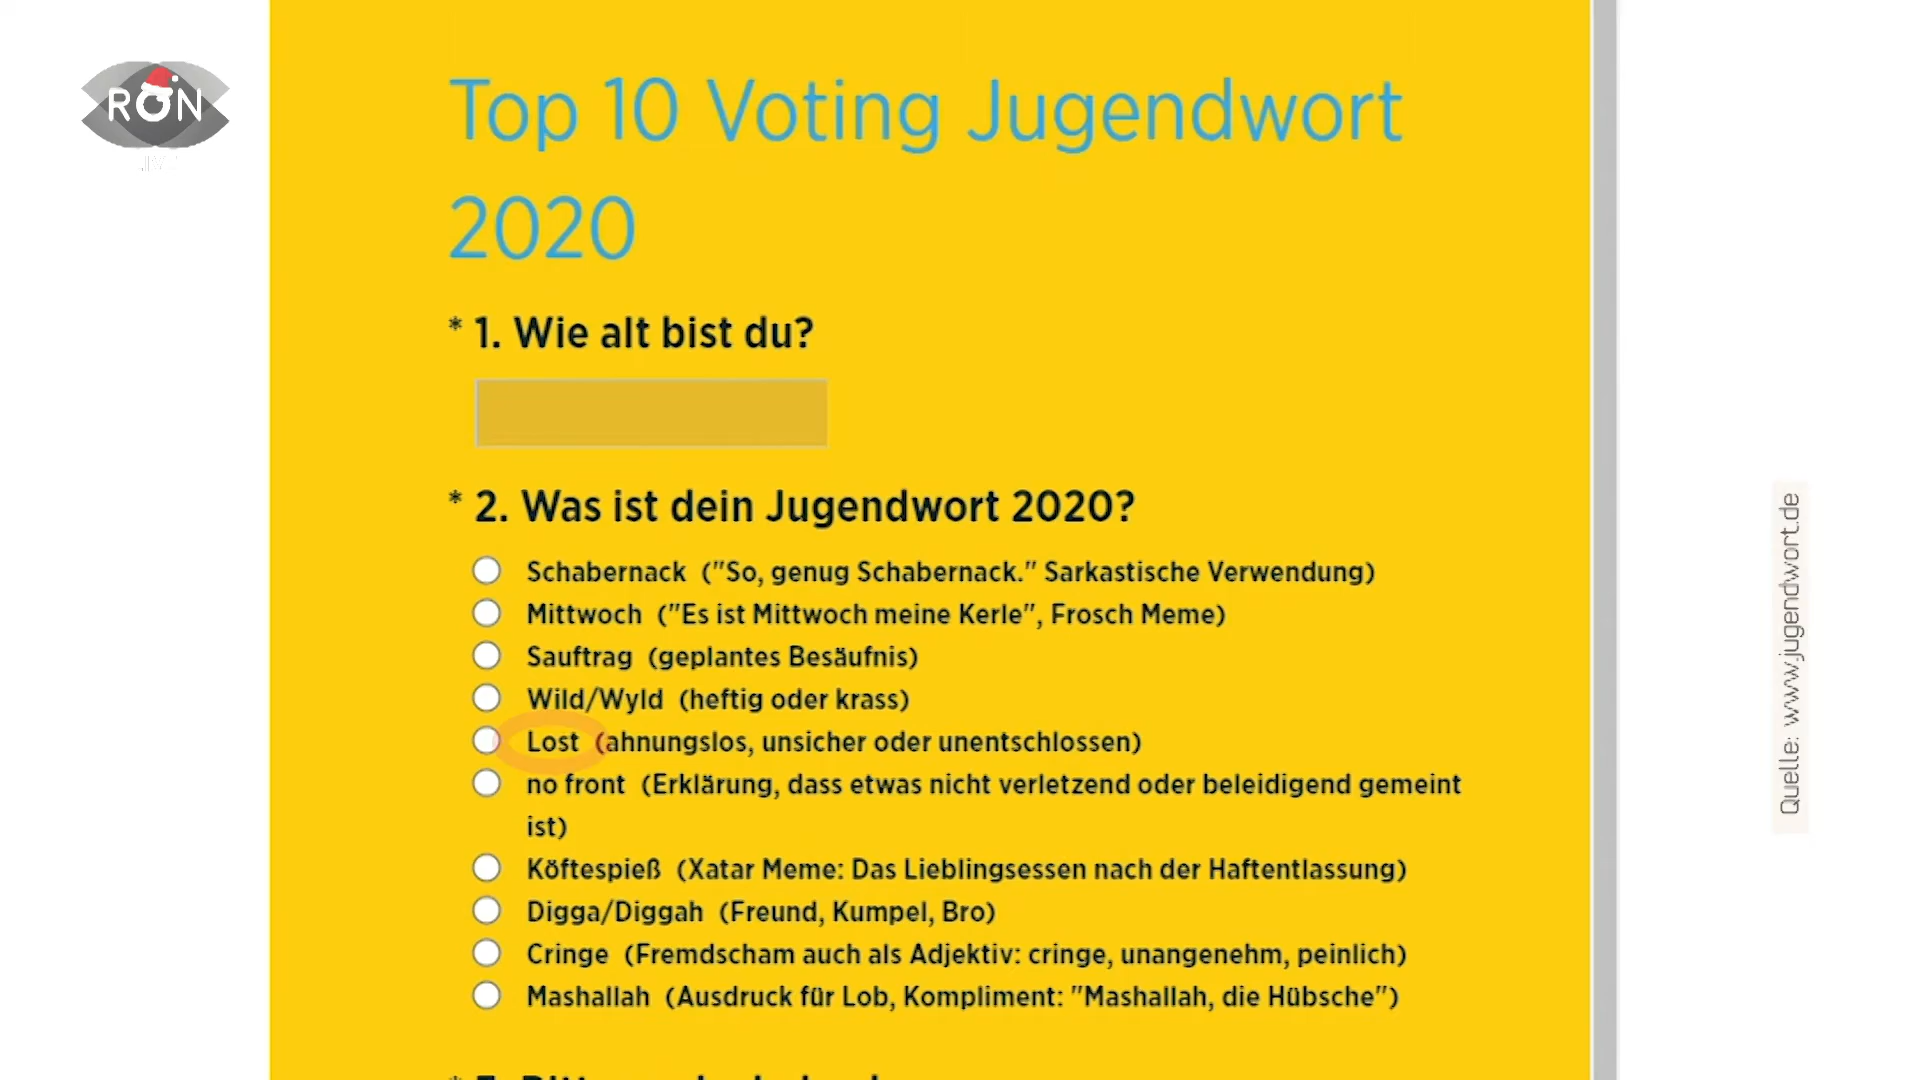 RON
Top 10 Voting Jugendwort
2020
* 1. Wie alt bist du?
* 2. Was ist dein Jugendwort 2020?
Schabernack ("So, genug Schabernack." Sarkastische Verwendung)
Mittwoch ("Es ist Mittwoch meine Kerle", Frosch Meme)
Sauftrag (geplantes Besäufnis)
Wild/Wyld (heftig oder krass)
Lost (ahnungslos, unsicher oder unentschlossen)
no front (Erklärung, dass etwas nicht verletzend oder beleidigend gemeint
ist)
Köftespieß (Xatar Meme: Das Lieblingsessen nach der Haftentlassung)
Digga/Diggah (Freund, Kumpel, Bro)
Cringe (Fremdscham auch als Adjektiv: cringe, unangenehm, peinlich)
Mashallah (Ausdruck für Lob, Kompliment: "Mashallah, die Hübsche")
Quelle: www.jugendwort.de